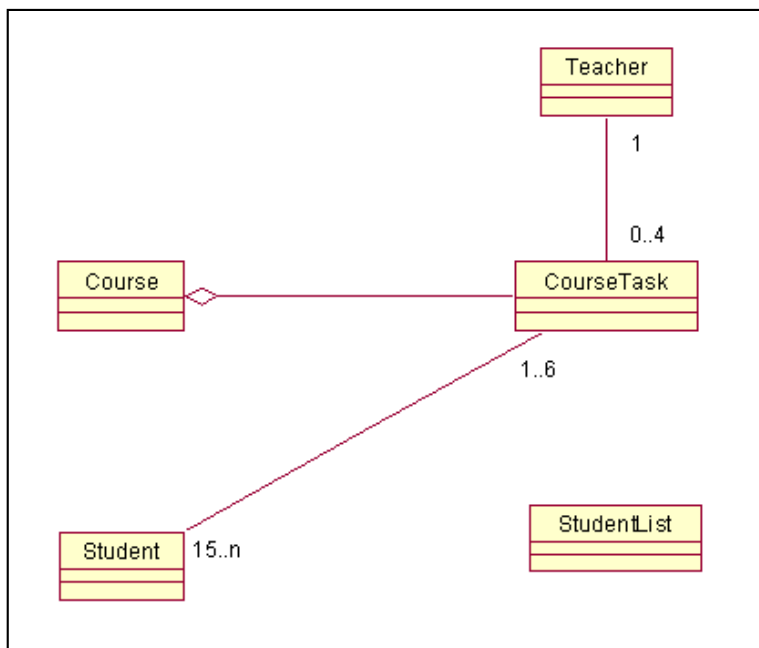 Teacher
1
0..4
Course
CourseTask
1..6
StudentList
Student
15..n